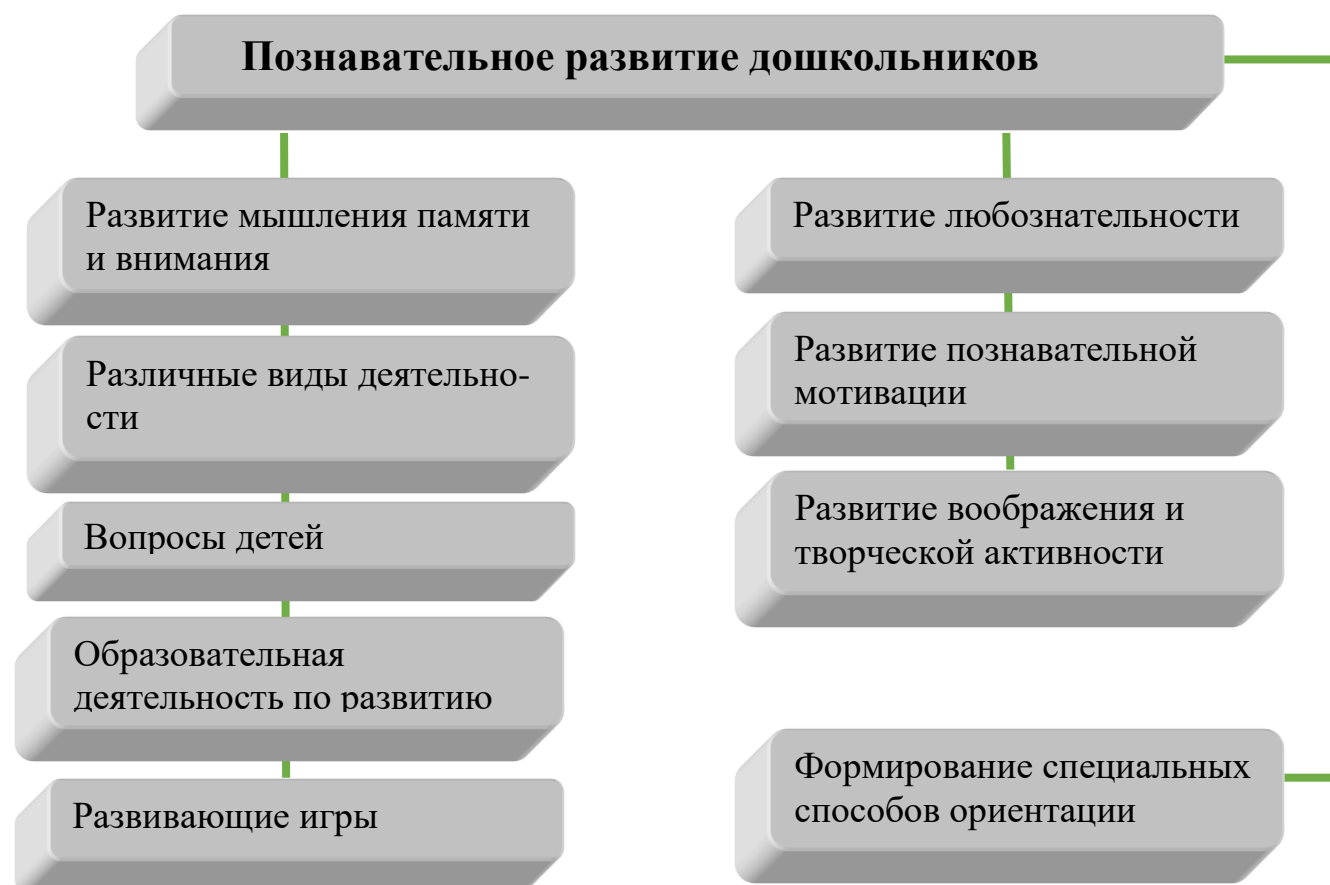 Познавательное развитие дошкольников
Развитие мышления памяти
и внимания
Различные виды деятельно-
сти
Вопросы детей
Образовательная
деятельность по развитию
Развивающие игры
Развитие любознательности
Развитие познавательной
мотивации
Развитие воображения и
творческой активности
Формирование специальных
способов ориентации